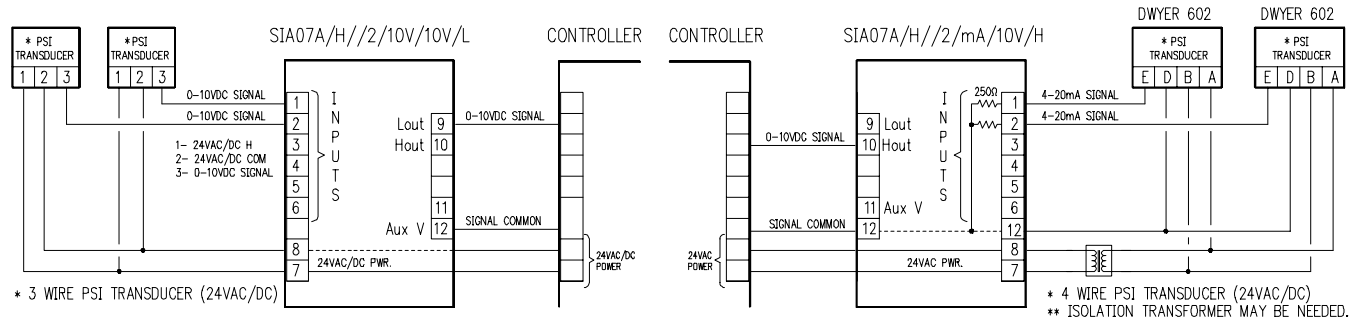 DWYER 602 DWYER 602
* PSI TRANSDUCER
1 2 3
*PSI TRANSDUCER
1 2 3
SIA07A/H//2/10V/10V/L
CONTROLLER
CONTROLLER
SIA07A/H//2/mA/10V/H
* PSI TRANSDUCER
E D B A
* PSI TRANSDUCER
E D B A
0-10VDC SIGNAL
0-10VDC SIGNAL
1- 24VAC/DC H
2- 24VAC/DC COM
3- 0-10VDC SIGNAL
1
2
3
4
5
6
8
7
INPUTS
Lout 9
Hout 10
11
Aux V 12
0-10VDC SIGNAL
SIGNAL COMMON
24VAC/DC PWR.
24VAC/DC
POWER
* 3 WIRE PSI TRANSDUCER (24VAC/DC)
0-10VDC SIGNAL
SIGNAL COMMON
24VAC
POWER
9 Lout
10 Hout
11 Aux V
12
INPUTS
250Ω
1
2
3
4
5
6
12
8
7
24VAC PWR.
4-20mA SIGNAL
4-20mA SIGNAL
* 4 WIRE PSI TRANSDUCER (24VAC/DC)
** ISOLATION TRANSFORMER MAY BE NEEDED.